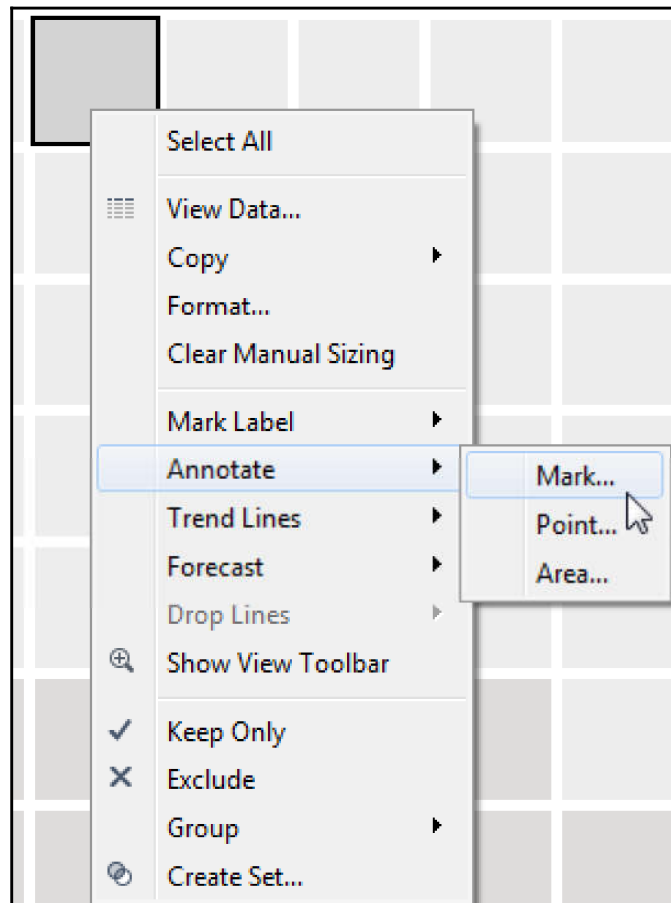 Select All
View Data...
Copy
Format...
Clear Manual Sizing
Mark Label
Annotate
Mark...
Trend Lines
Point...
Forecast
Area...
Drop Lines
Show View Toolbar
Keep Only
Exclude
Group
Create Set...